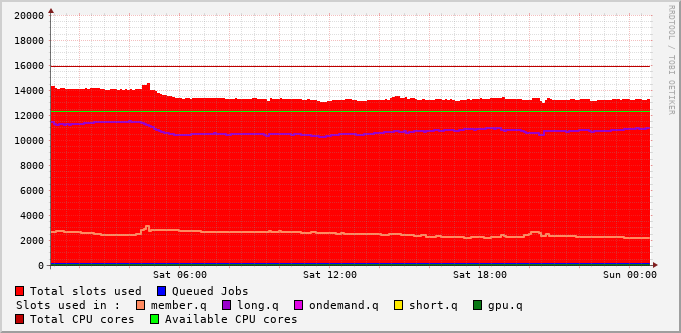 20000
18000
16000
14000
12000
10000
8000
6000
4000
2000
0
Sat 06:00 Sat 12:00 Sat 18:00 Sun 00:00
RRDTOOL / TOBI OETIKER
Total slots used Queued Jobs
Slots used in : member.q long.q ondemand.q short.q gpu.q
Total CPU cores Available CPU cores